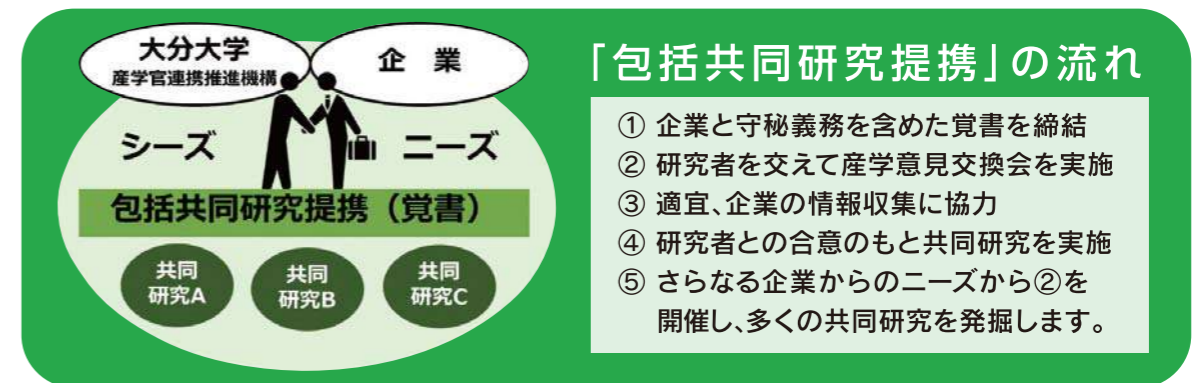 大分大学
産学官連携推進機構
企 業
シーズ
ニーズ
包括共同研究提携（覚書）
共同
研究A
共同
研究B
共同
研究C
「包括共同研究提携」の流れ
① 企業と守秘義務を含めた覚書を締結
② 研究者を交えて産学意見交換会を実施
③ 適宜、企業の情報収集に協力
④ 研究者との合意のもと共同研究を実施
⑤ さらなる企業からのニーズから②を
開催し、多くの共同研究を発掘します。